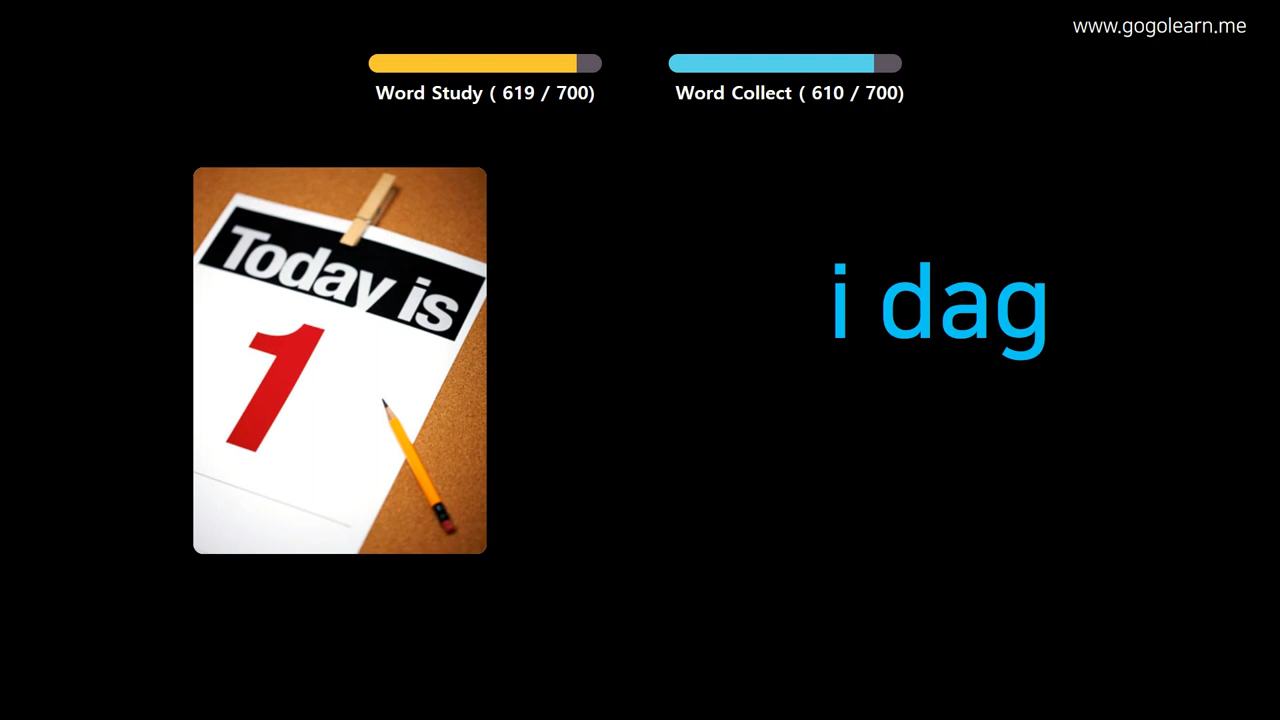 www.gogolearn.me
Word Study ( 619 / 700)
Word Collect ( 610 / 700)
Today is
1
i dag